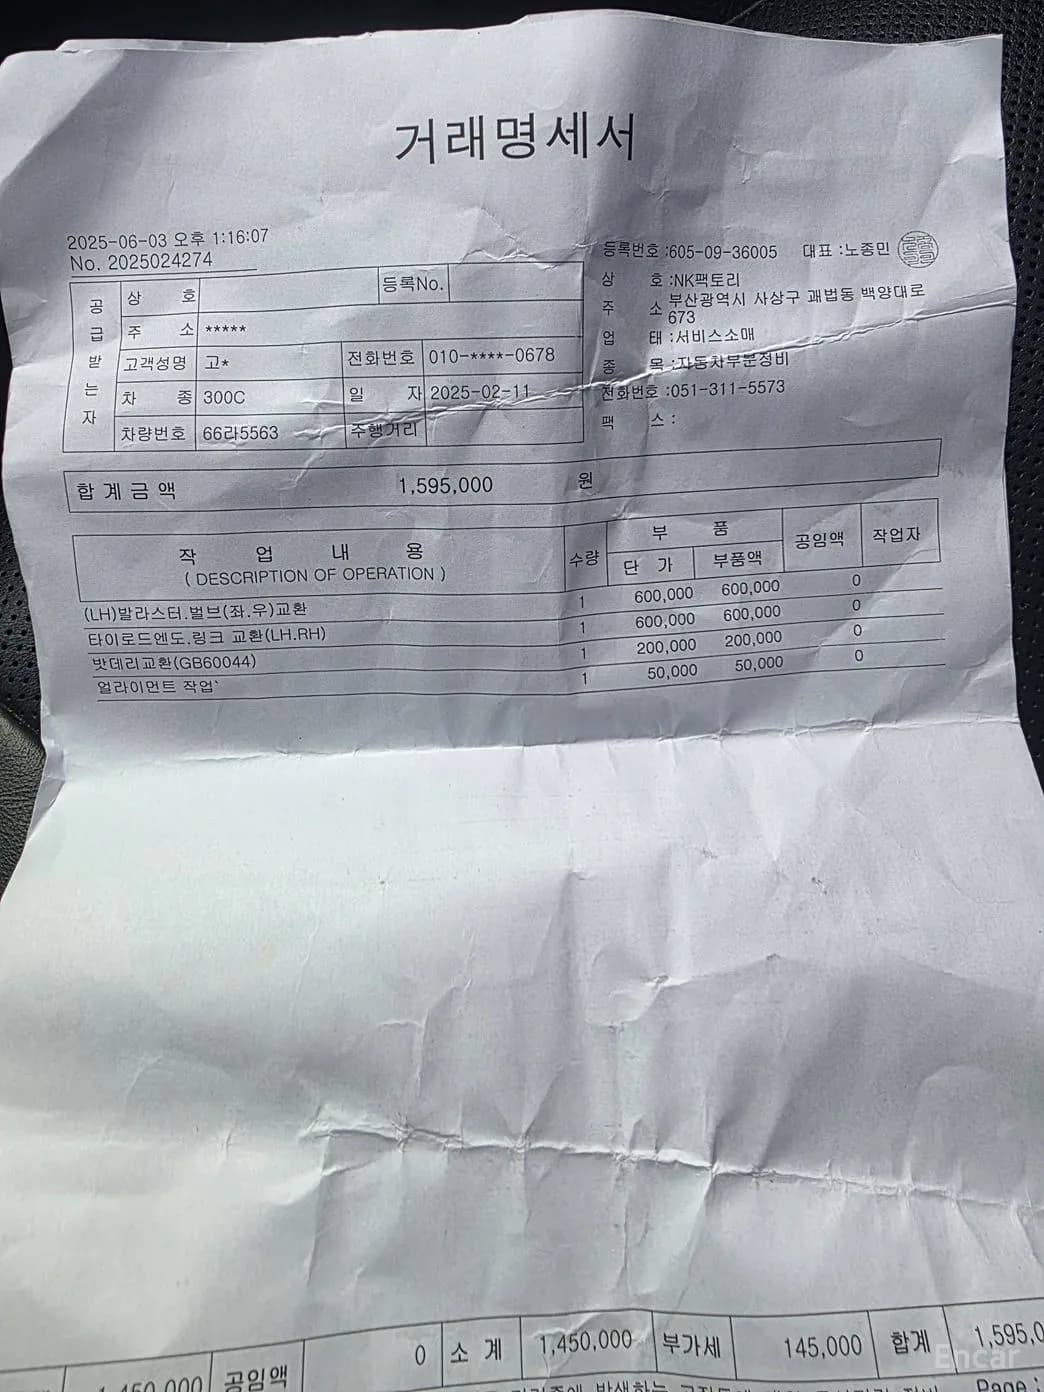 거래명세서
2025-06-03 오후 1:16:07
No. 2025024274
등록번호 :605-09-36005 대표 :노종민
상 호 :NK팩토리
주 소 :부산광역시 사상구 괘법동 백양대로
673
업 태 :서비스소매
종 목 :자동차부분정비
전화번호 :051-311-5573
팩 스 :
공급받는자
상 호 등록No.
주 소 *****
고객성명 고* 전화번호 010-****-0678
차 종 300C 일 자 2025-02-11
차량번호 66라5563 주행거리
합 계 금 액 1,595,000 원
작 업 내 용 수량 부 품 공임액 작업자
( DESCRIPTION OF OPERATION ) 단 가 부품액
(LH)발라스터.벌브(좌.우)교환 1 600,000 600,000 0
타이로드엔도.링크 교환(LH.RH) 1 600,000 600,000 0
밧데리교환(GB60044) 1 200,000 200,000 0
얼라이먼트 작업` 1 50,000 50,000 0
1,450,000 공임액 0 소 계 1,450,000 부가세 145,000 합계 1,595,0
Page :
Encar